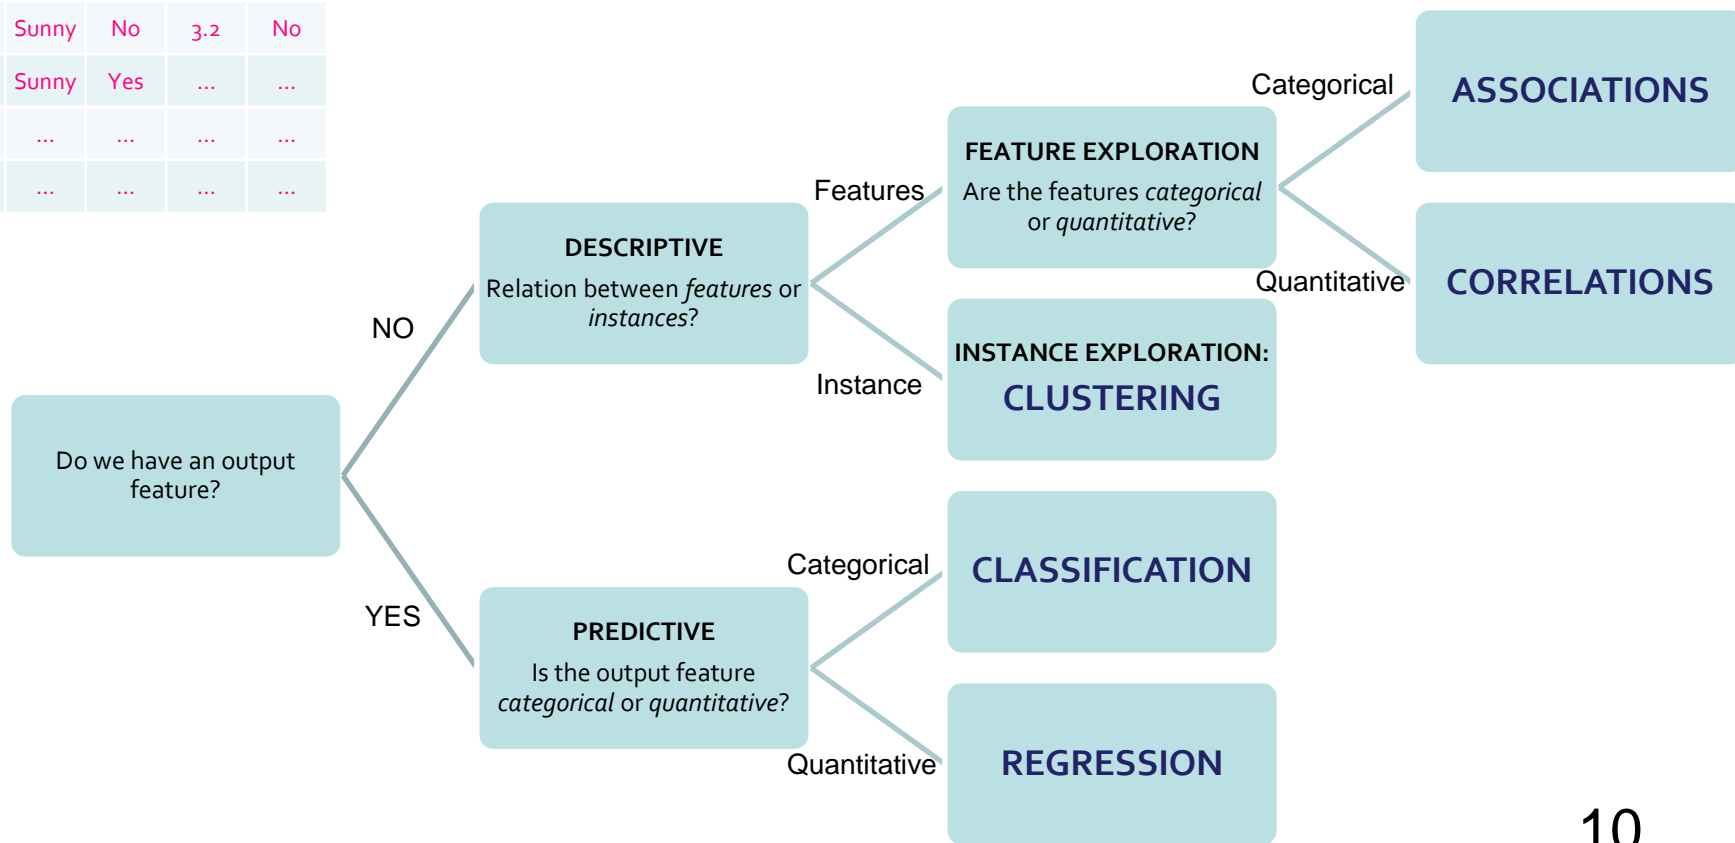 Sunny No 3.2 No
Sunny Yes ... ...
... ... ... ...
... ... ... ...
Do we have an output
feature?
NO
YES
DESCRIPTIVE
Relation between features or
instances?
Features
Instance
FEATURE EXPLORATION
Are the features categorical
or quantitative?
Categorical
Quantitative
ASSOCIATIONS
CORRELATIONS
INSTANCE EXPLORATION:
CLUSTERING
PREDICTIVE
Is the output feature
categorical or quantitative?
Categorical
Quantitative
CLASSIFICATION
REGRESSION
10